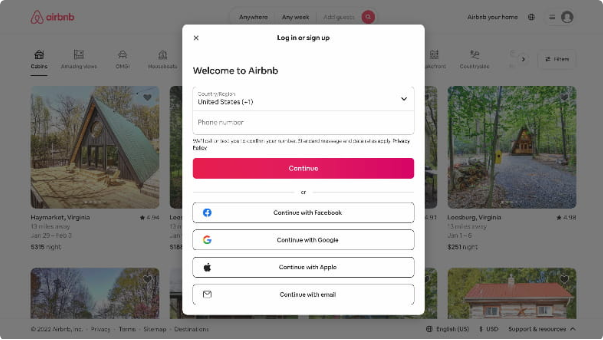 airbnb
Anywhere
Any week
Add guests
Airbnb your home
Log in or sign up
Cabins
Amazing views
OMG!
Houseboats
Countryside
Filters
Welcome to Airbnb
Country/Region
United States (+1)
Phone number
We'll call or text you to confirm your number. Standard message and data rates apply. Privacy
Policy
Continue
or
Continue with Facebook
Continue with Google
Continue with Apple
Continue with email
Haymarket, Virginia
4.94
13 miles away
Jan 29 – Feb 3
$315 night
Leesburg, Virginia
4.98
13 miles away
Jan 1 – 6
$251 night
© 2022 Airbnb, Inc. · Privacy · Terms · Sitemap · Destinations
English (US)
$ USD
Support & resources